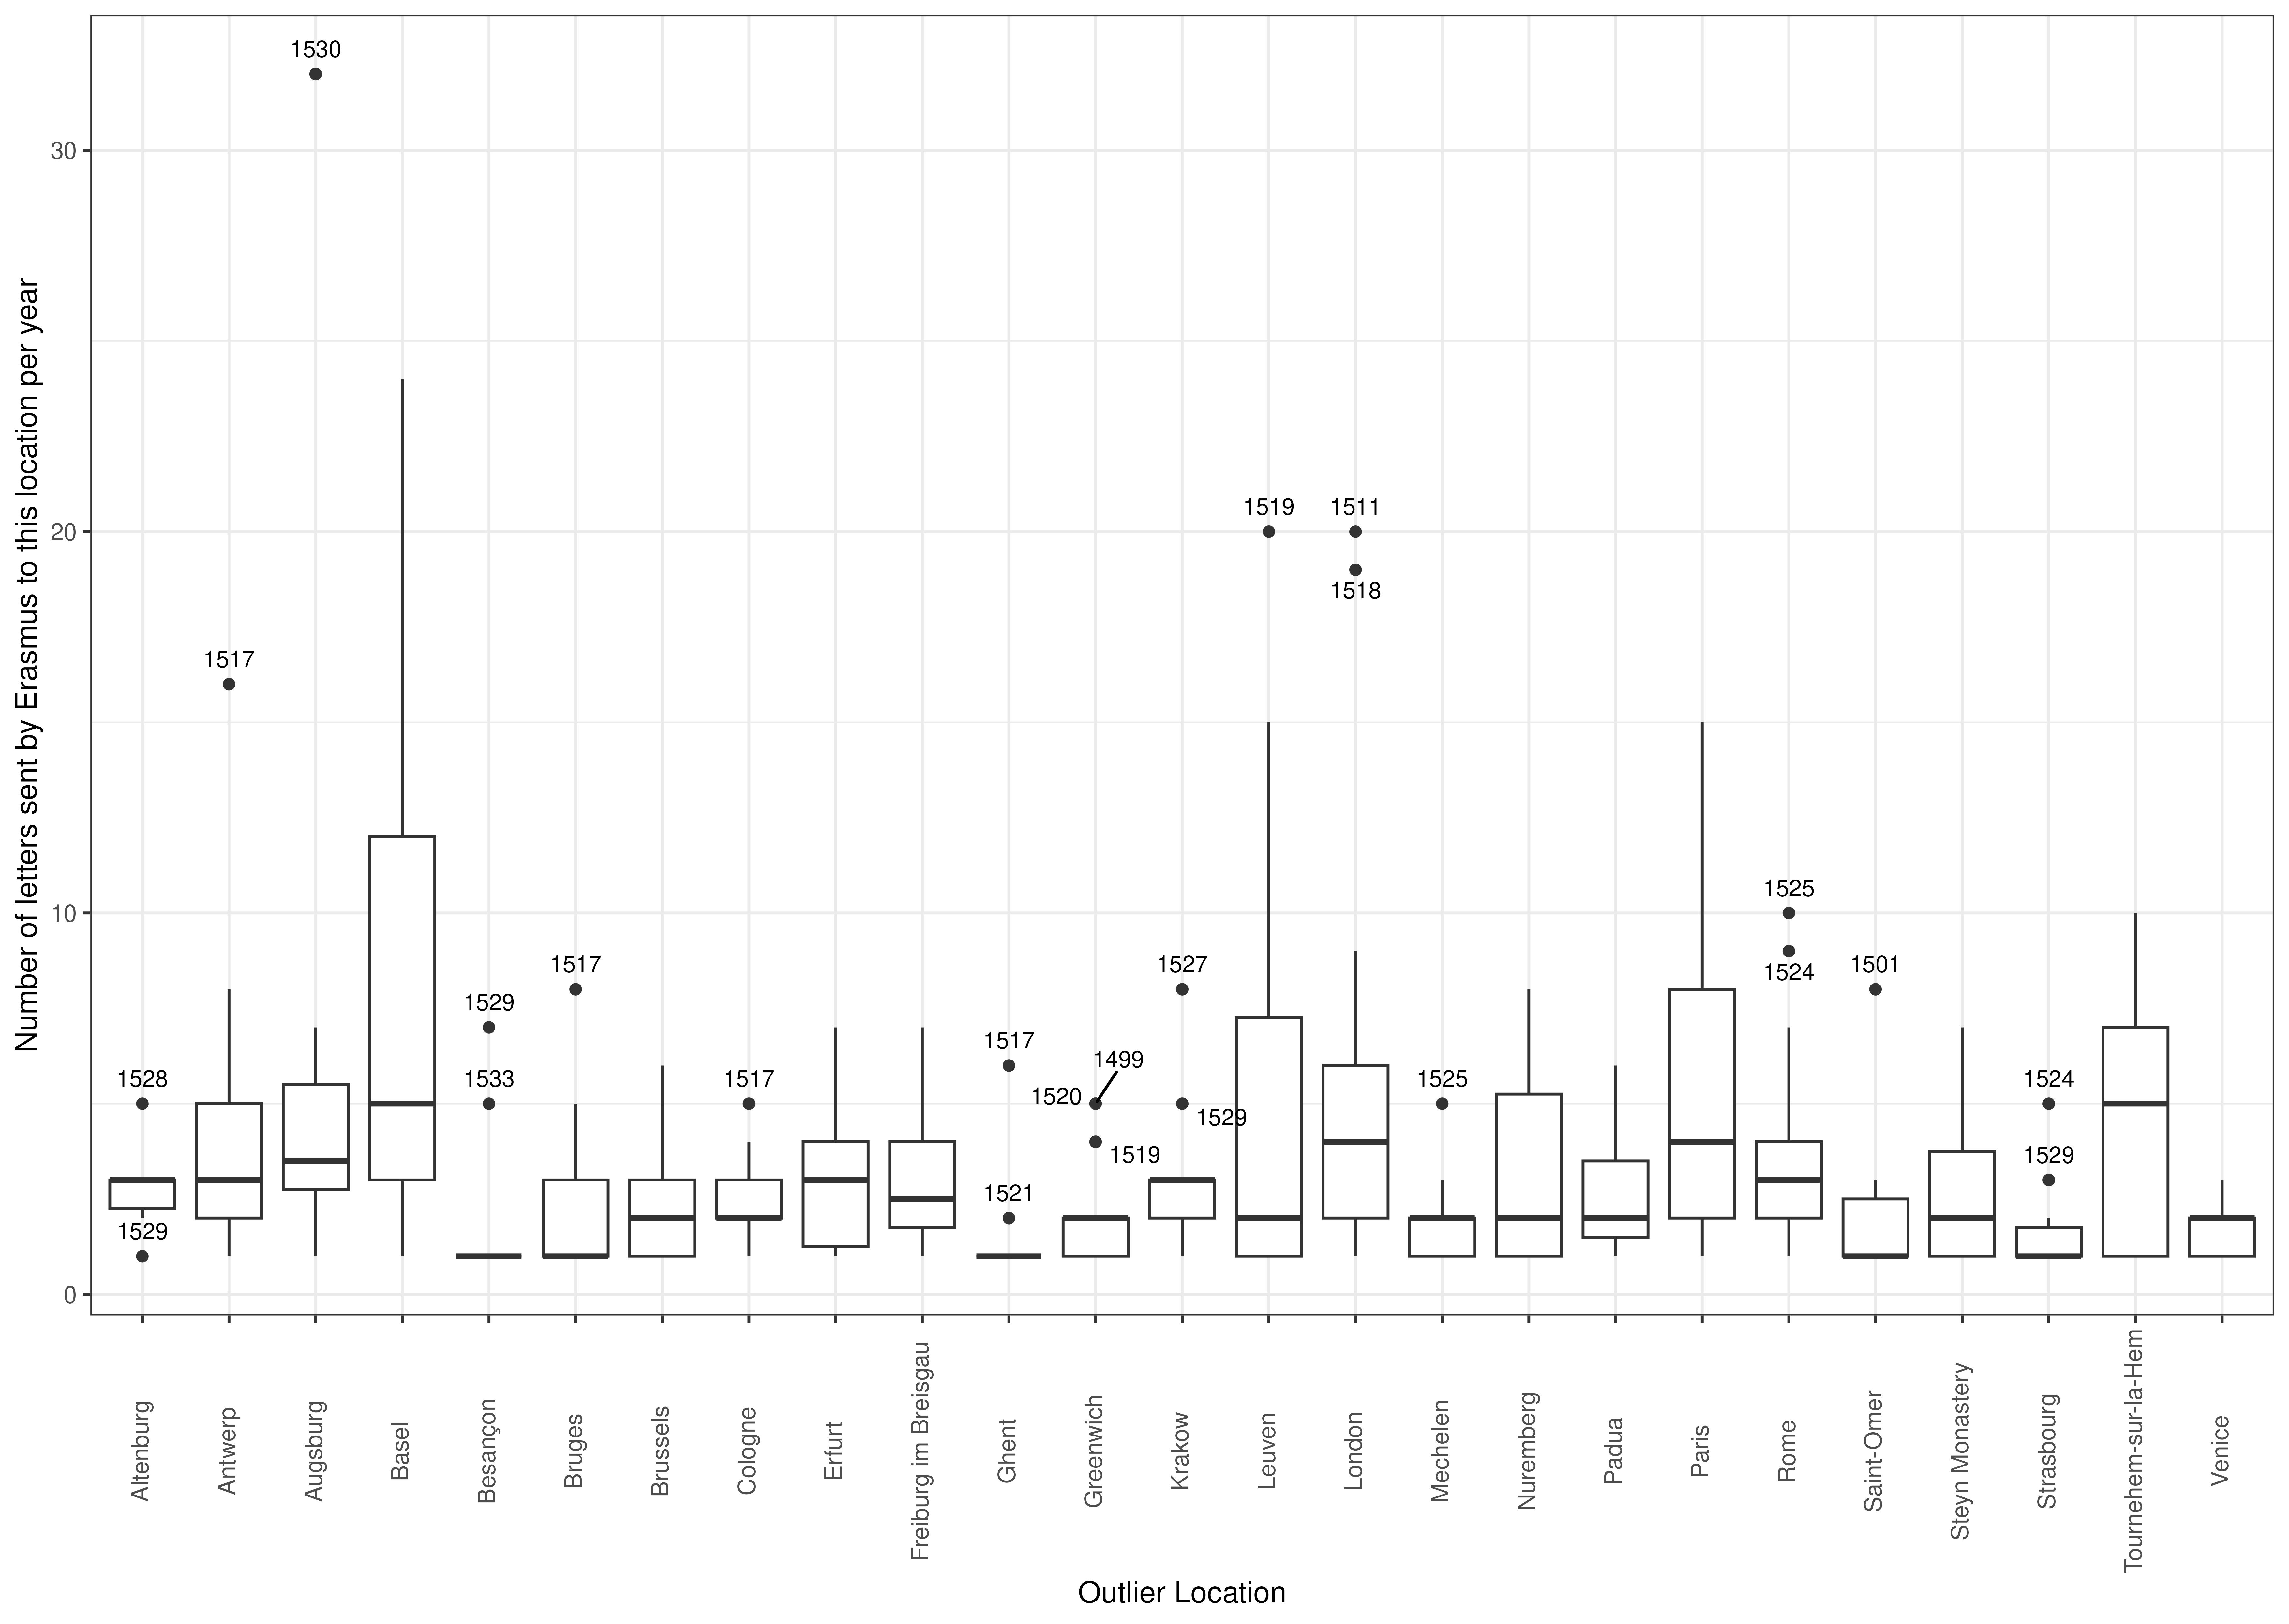 Number of letters sent by Erasmus to this location per year
30
20
10
0
1530
1519
1511
1518
1517
1525
1524
1517
1527
1501
1529
1517
1499
1528
1533
1517
1520
1529
1525
1524
1519
1529
1521
1529
Altenburg
Antwerp
Augsburg
Basel
Besançon
Bruges
Brussels
Cologne
Erfurt
Freiburg im Breisgau
Ghent
Greenwich
Krakow
Leuven
London
Mechelen
Nuremberg
Padua
Paris
Rome
Saint-Omer
Steyn Monastery
Strasbourg
Tournehem-sur-la-Hem
Venice
Outlier Location